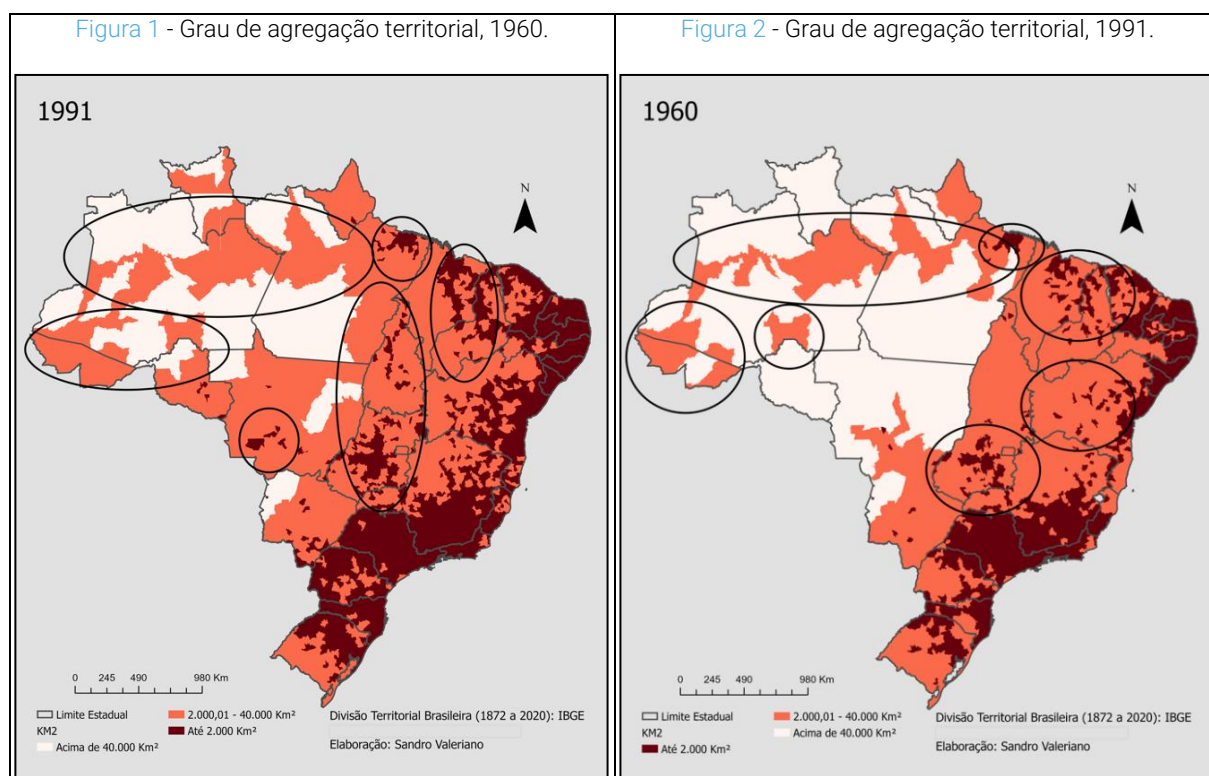 Figura 1 - Grau de agregação territorial, 1960.
1991
N
0 245 490 980 Km
Limite Estadual
KM2
Acima de 40.000 Km²
2.000,01 - 40.000 Km²
Até 2.000 Km²
Divisão Territorial Brasileira (1872 a 2020): IBGE
Elaboração: Sandro Valeriano
Figura 2 - Grau de agregação territorial, 1991.
1960
N
0 245 490 980 Km
Limite Estadual
KM2
Até 2.000 Km²
2.000,01 - 40.000 Km²
Acima de 40.000 Km²
Divisão Territorial Brasileira (1872 a 2020): IBGE
Elaboração: Sandro Valeriano